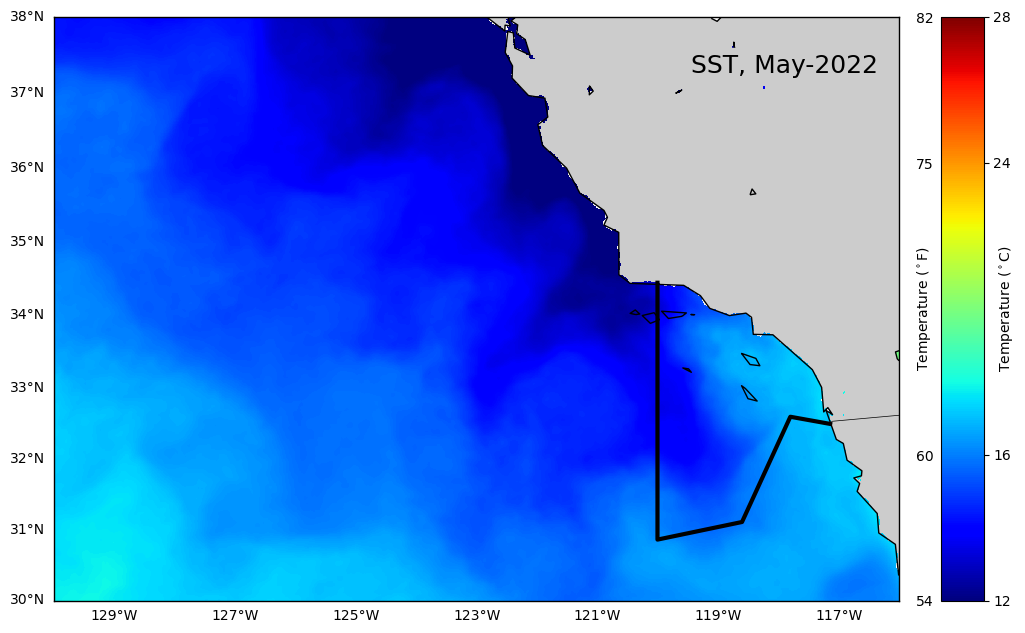 SST, May-2022
38°N
37°N
36°N
35°N
34°N
33°N
32°N
31°N
30°N
129°W
127°W
125°W
123°W
121°W
119°W
117°W
82
75
60
54
Temperature (°F)
28
24
16
12
Temperature (°C)